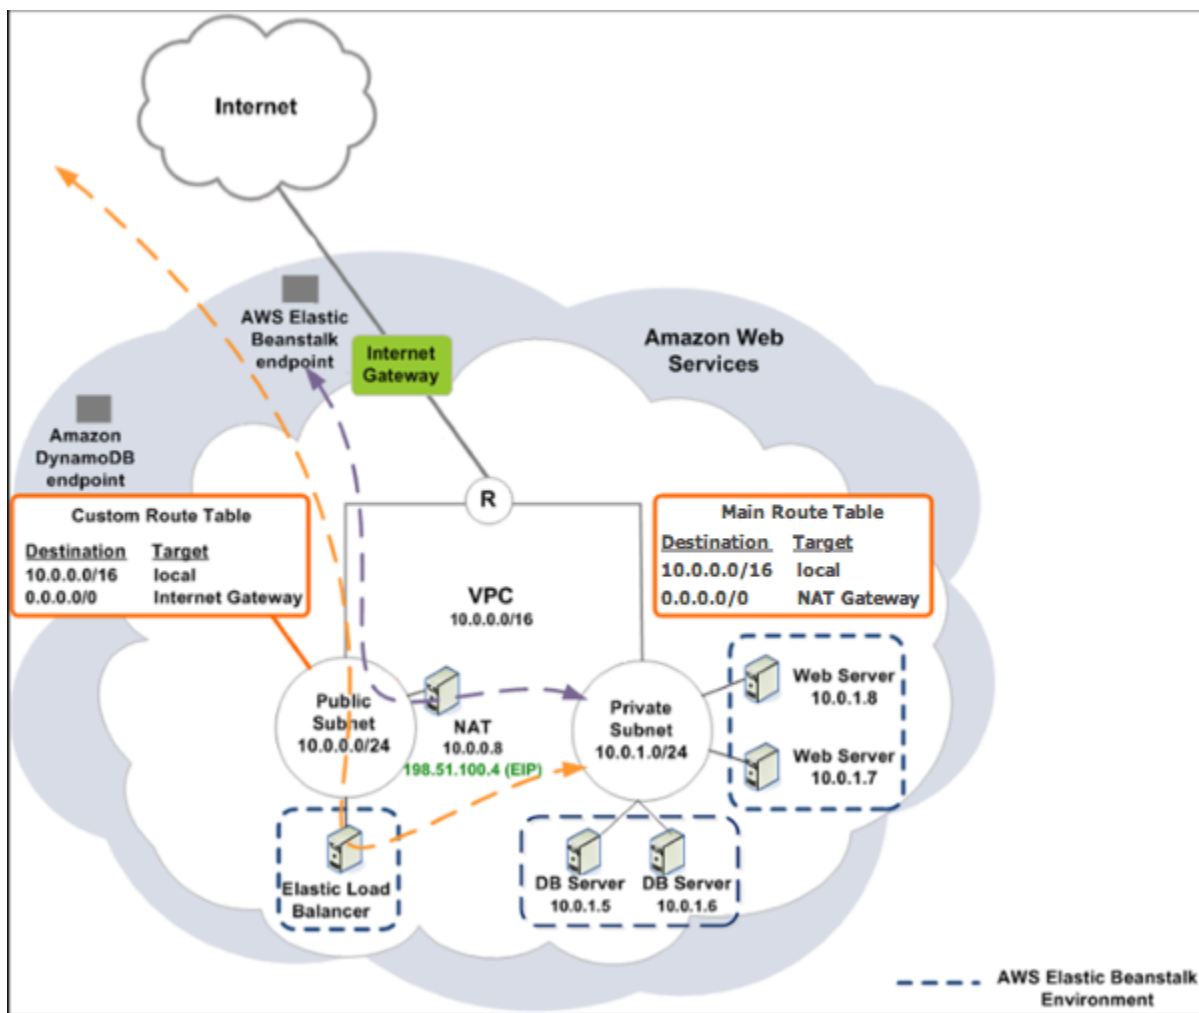 Internet
AWS Elastic
Beanstalk
endpoint
Internet
Gateway
Amazon Web
Services
Amazon
DynamoDB
endpoint
R
Custom Route Table
Destination Target
10.0.0.0/16 local
0.0.0.0/0 Internet Gateway
Main Route Table
Destination Target
10.0.0.0/16 local
0.0.0.0/0 NAT Gateway
VPC
10.0.0.0/16
Public
Subnet
10.0.0.0/24
NAT
10.0.0.8
198.51.100.4 (EIP)
Private
Subnet
10.0.1.0/24
Web Server
10.0.1.8
Web Server
10.0.1.7
Elastic Load
Balancer
DB Server
10.0.1.5
DB Server
10.0.1.6
AWS Elastic Beanstalk
Environment